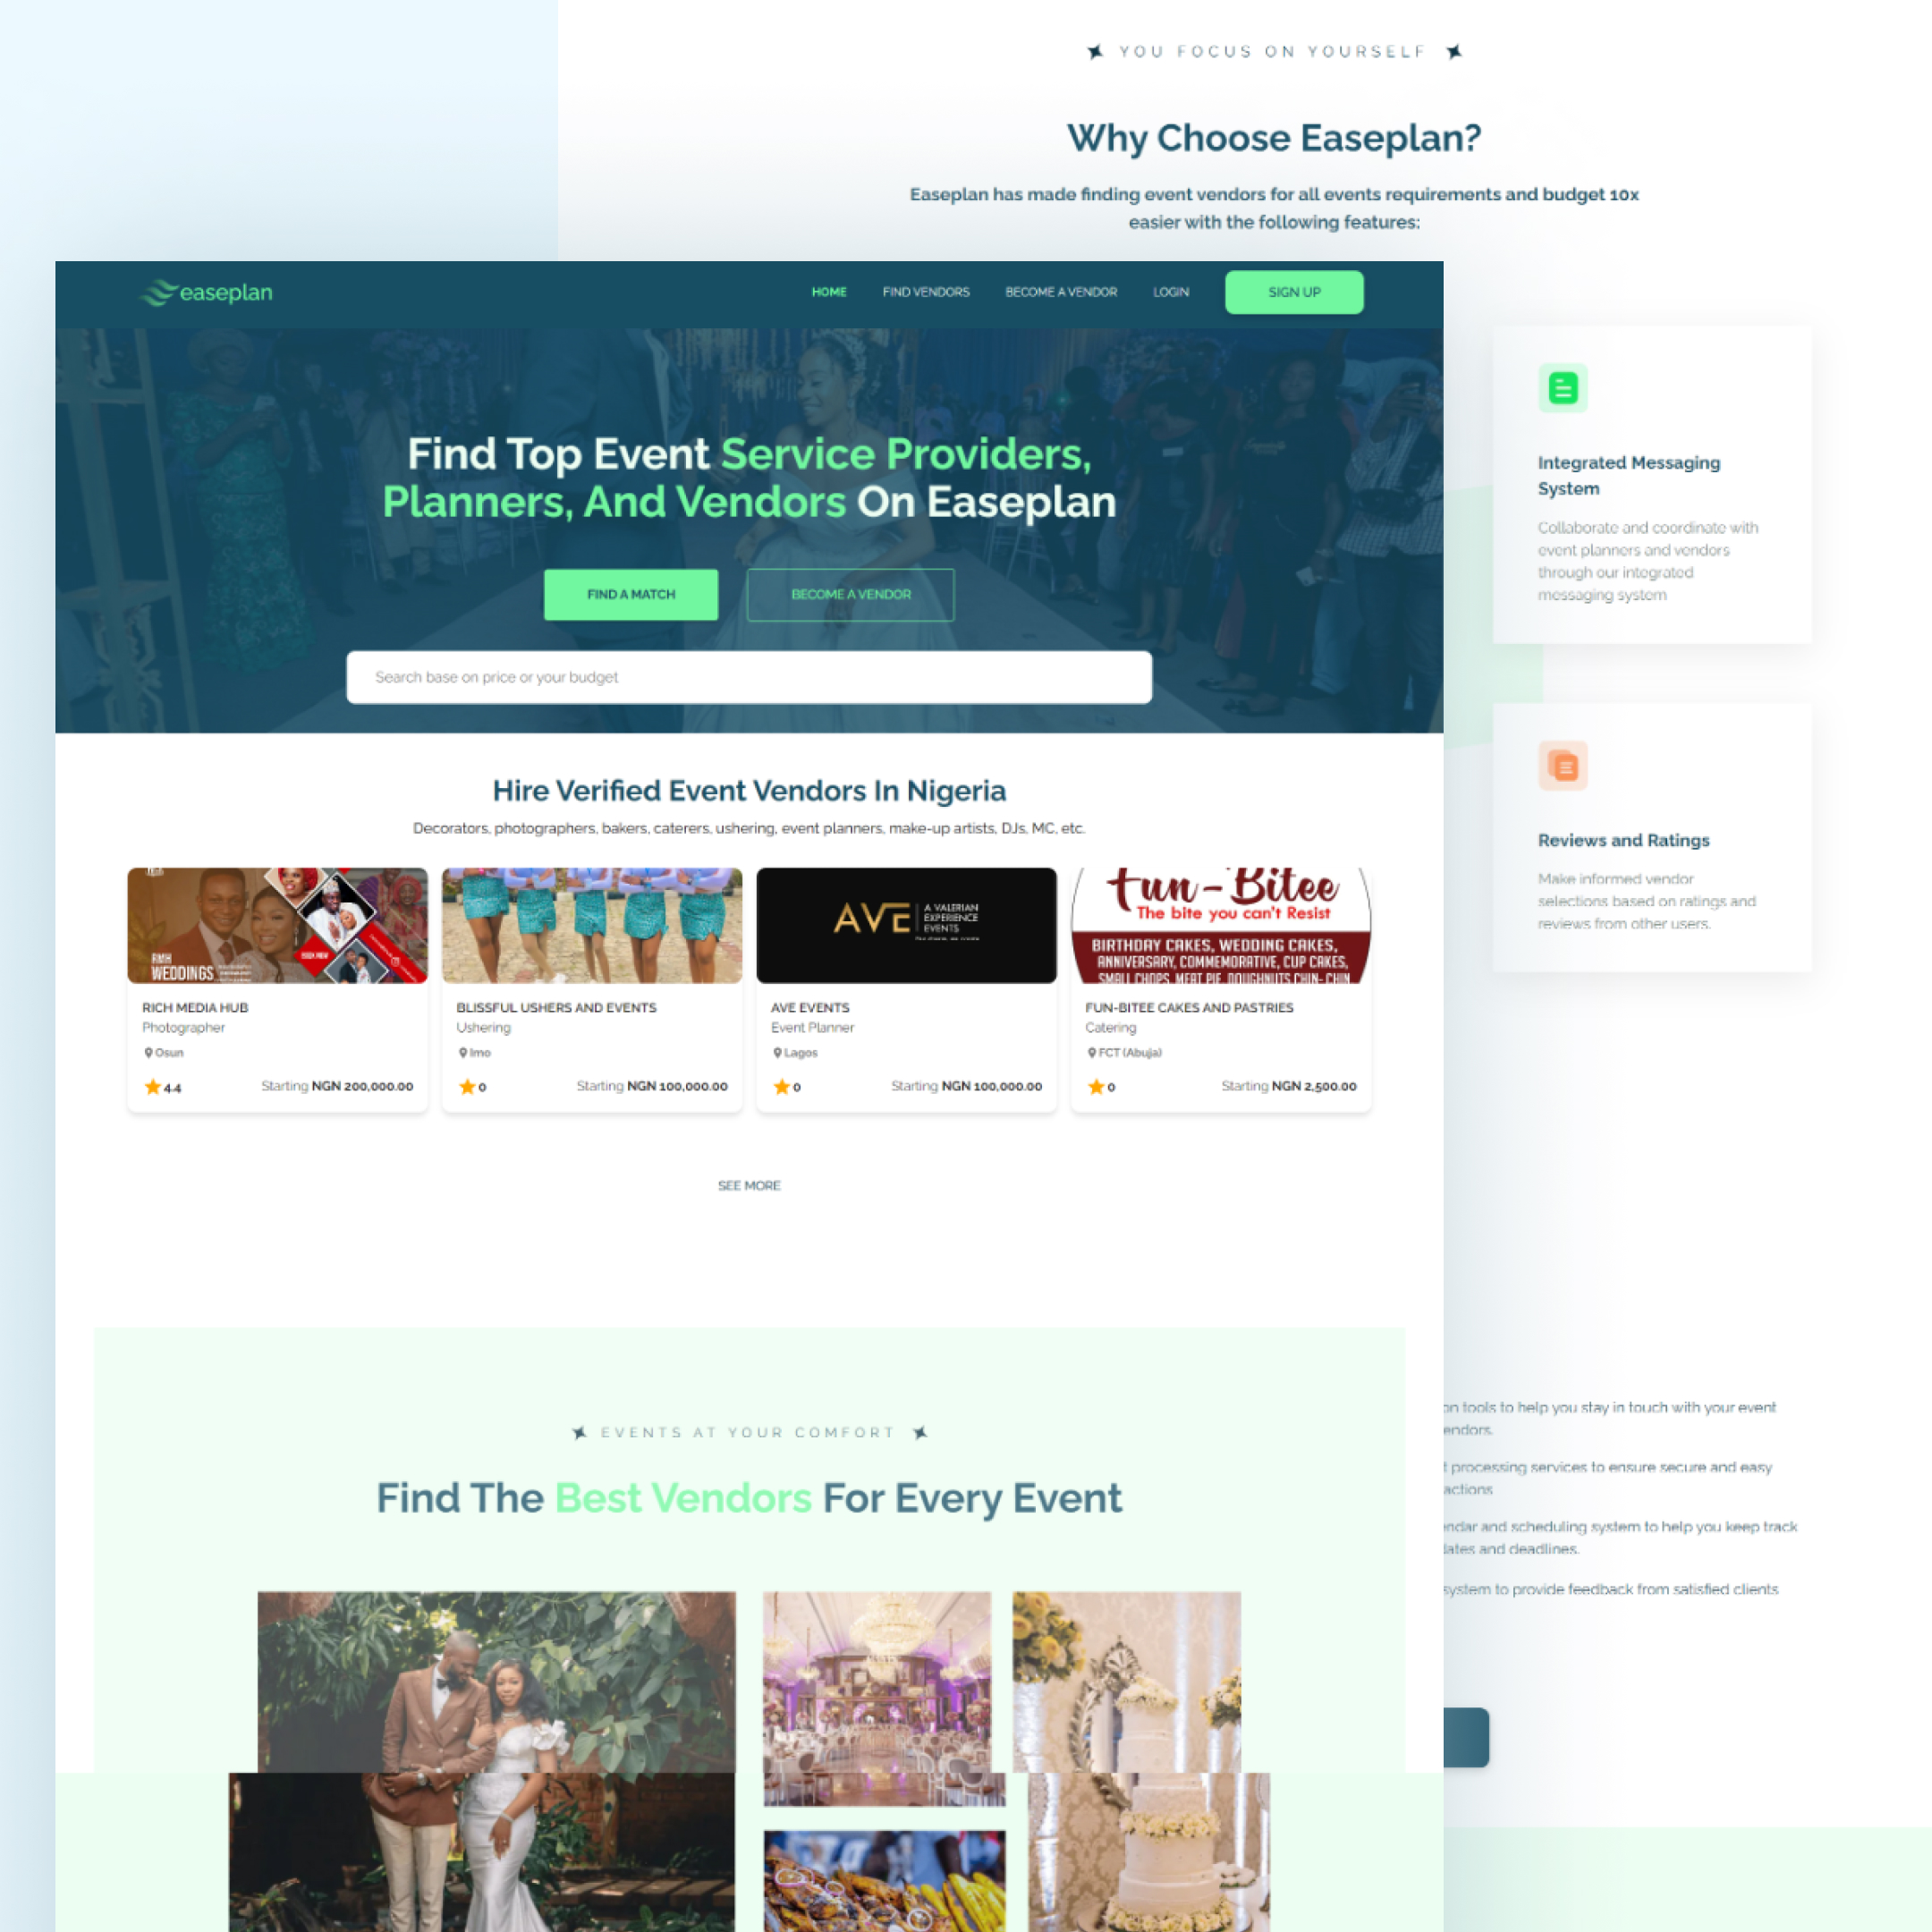 YOU FOCUS ON YOURSELF
Why Choose Easeplan?
Easeplan has made finding event vendors for all events requirements and budget 10x
easier with the following features:
easeplan
HOME
FIND VENDORS
BECOME A VENDOR
LOGIN
SIGN UP
Find Top Event Service Providers,
Planners, And Vendors On Easeplan
FIND A MATCH
BECOME A VENDOR
Search base on price or your budget
Integrated Messaging
System
Collaborate and coordinate with
event planners and vendors
through our integrated
messaging system
Reviews and Ratings
Make informed vendor
selections based on ratings and
reviews from other users.
Hire Verified Event Vendors In Nigeria
Decorators, photographers, bakers, caterers, ushering, event planners, make-up artists, DJs, MC, etc.
RMH
WEDDINGS
BOOK NOW
RICH MEDIA HUB
Photographer
Osun
4.4
Starting NGN 200,000.00
BLISSFUL USHERS AND EVENTS
Ushering
Imo
0
Starting NGN 100,000.00
AVE
A VALERIAN
EXPERIENCE
EVENTS
AVE EVENTS
Event Planner
Lagos
0
Starting NGN 100,000.00
Fun-Bitee
The bite you can't Resist
BIRTHDAY CAKES, WEDDING CAKES,
ANNIVERSARY, COMMEMORATIVE, CUP CAKES,
SMALL CHOPS, MEAT PIE, DOUGHNUTS CHIN-CHIN
FUN-BITEE CAKES AND PASTRIES
Catering
FCT (Abuja)
0
Starting NGN 2,500.00
SEE MORE
EVENTS AT YOUR COMFORT
Find The Best Vendors For Every Event
on tools to help you stay in touch with your event
endors.
t processing services to ensure secure and easy
actions
endar and scheduling system to help you keep track
dates and deadlines.
system to provide feedback from satisfied clients